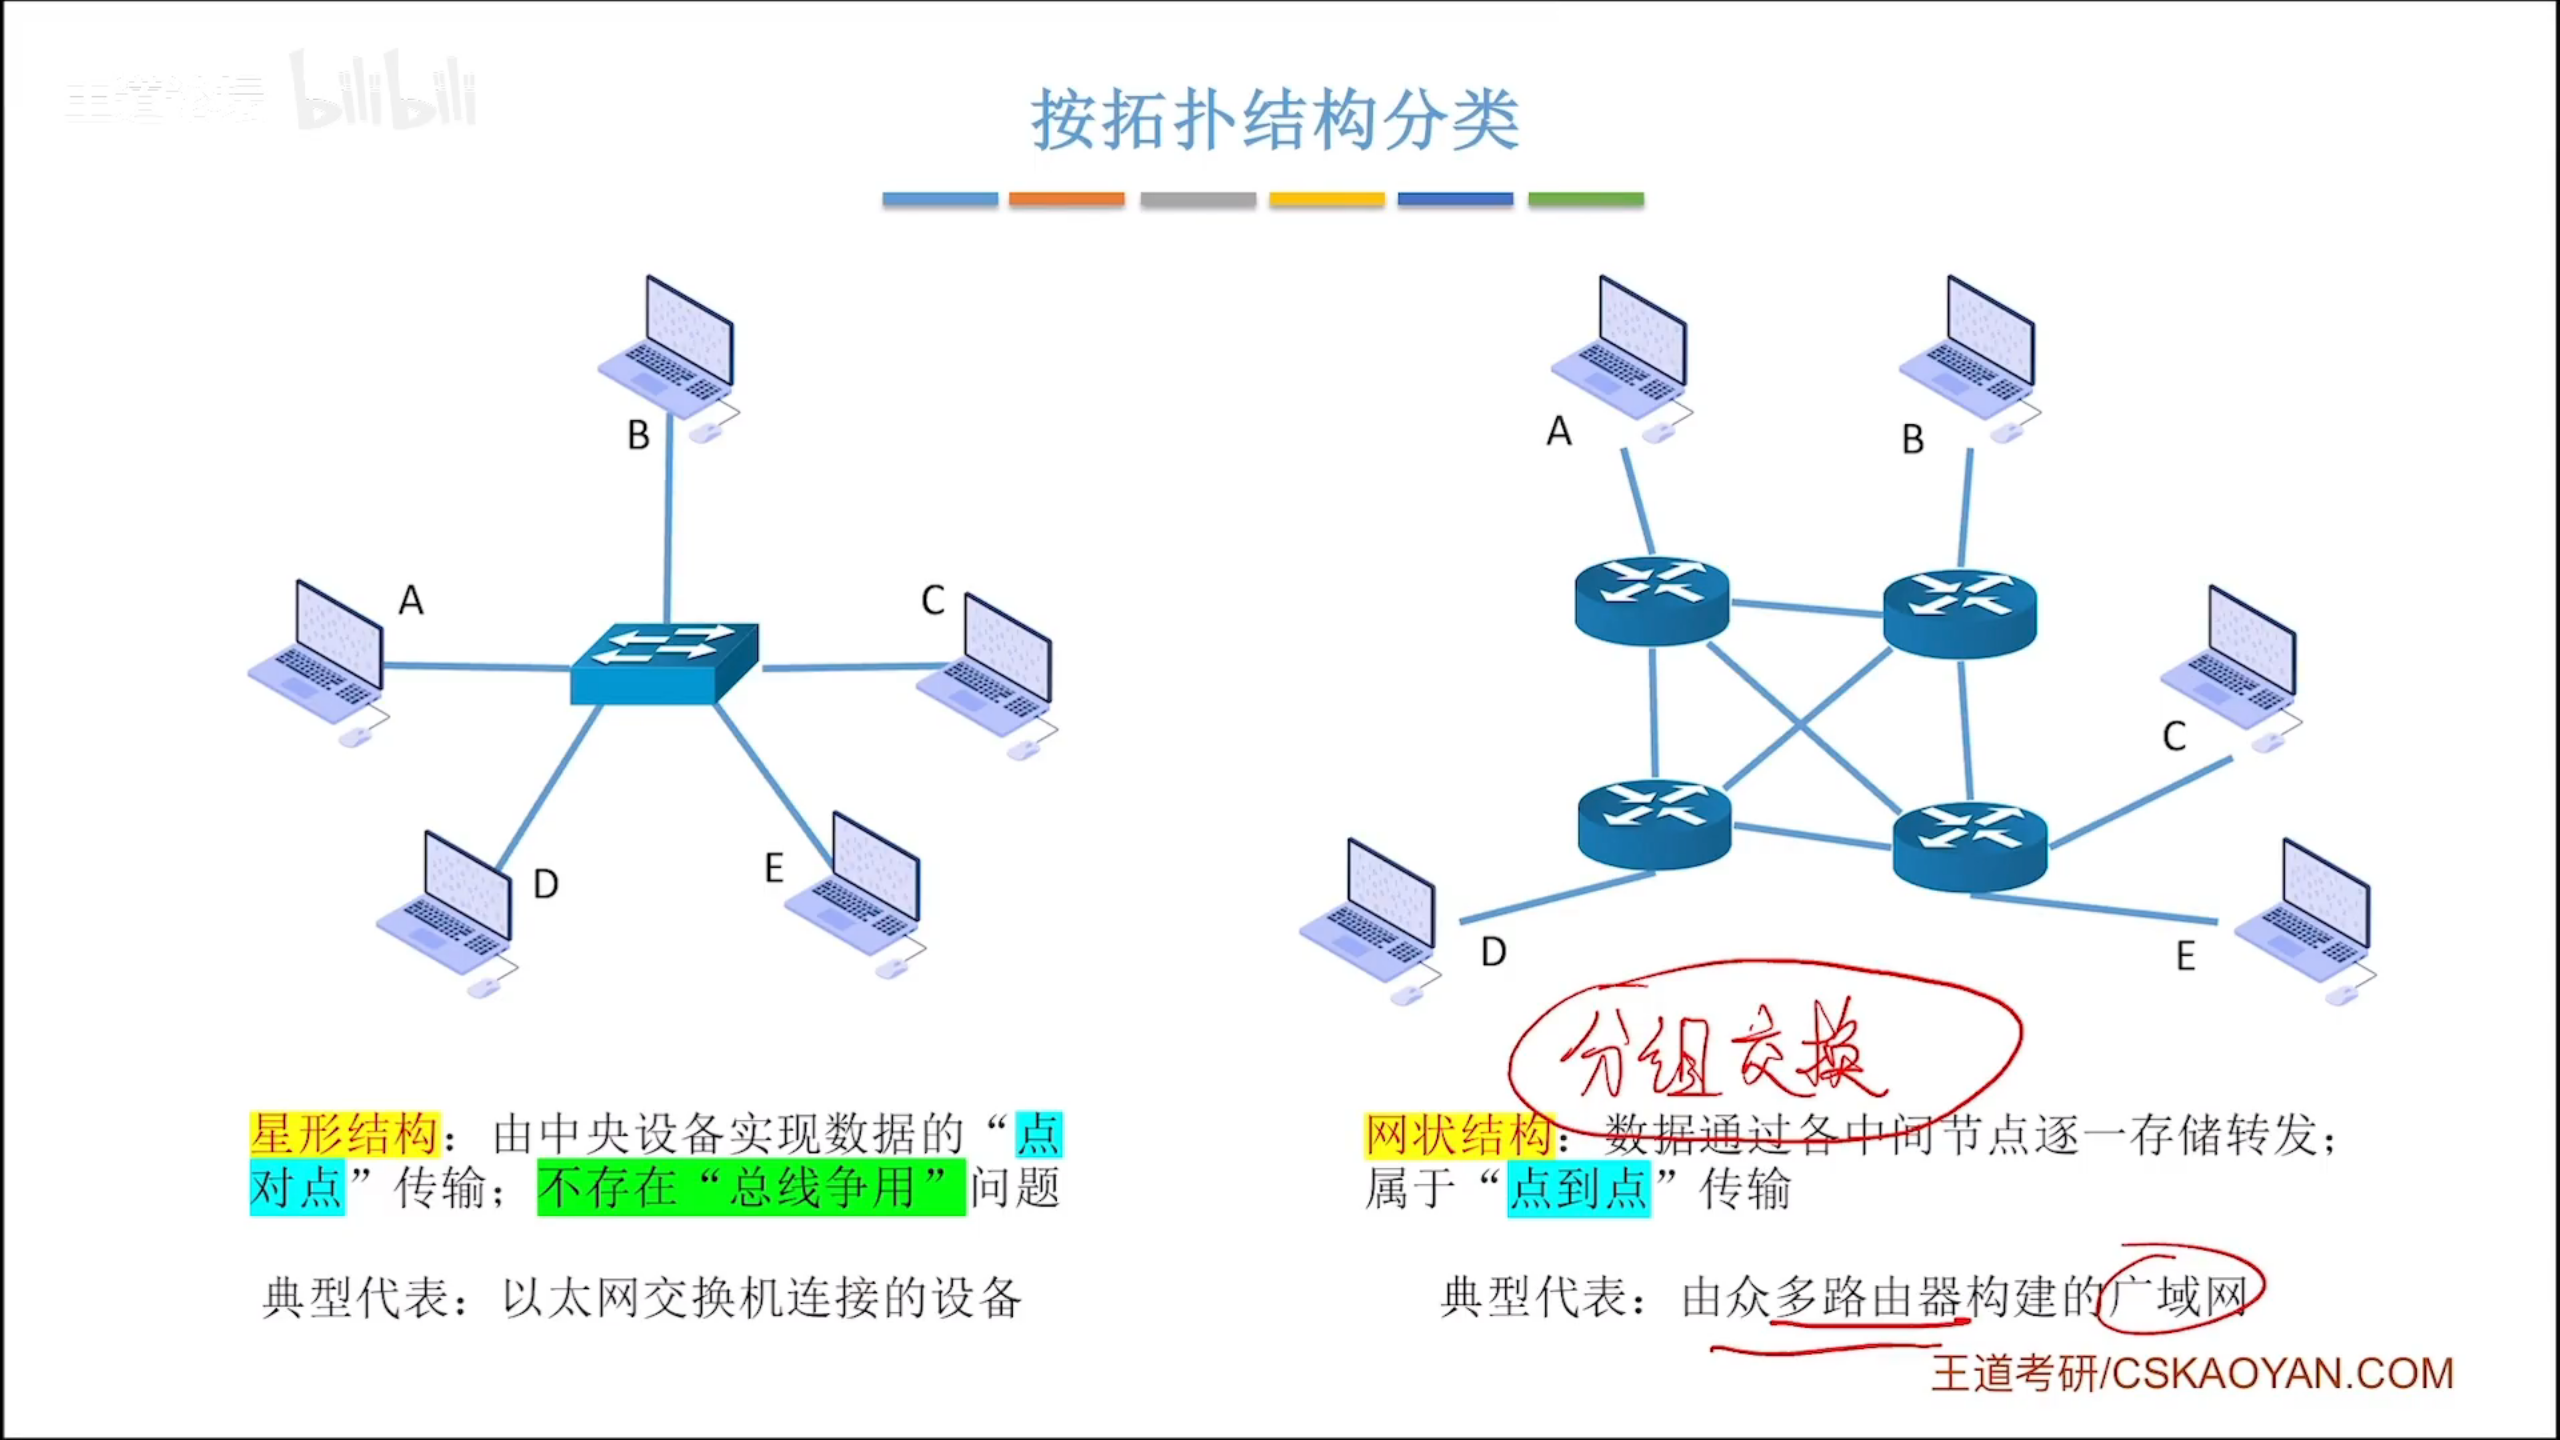 王道论坛 bilibili
按拓扑结构分类
B
A
C
D
E
星形结构：由中央设备实现数据的“点
对点”传输；不存在“总线争用”问题
典型代表：以太网交换机连接的设备
A
B
C
D
E
分组交换
网状结构：数据通过各中间节点逐一存储转发；
属于“点到点”传输
典型代表：由众多路由器构建的广域网
王道考研/CSKAOYAN.COM